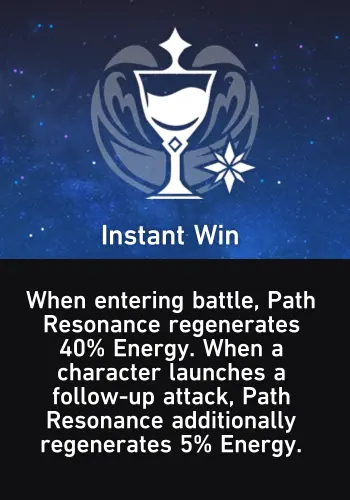 Instant Win
When entering battle, Path
Resonance regenerates
40% Energy. When a
character launches a
follow-up attack, Path
Resonance additionally
regenerates 5% Energy.